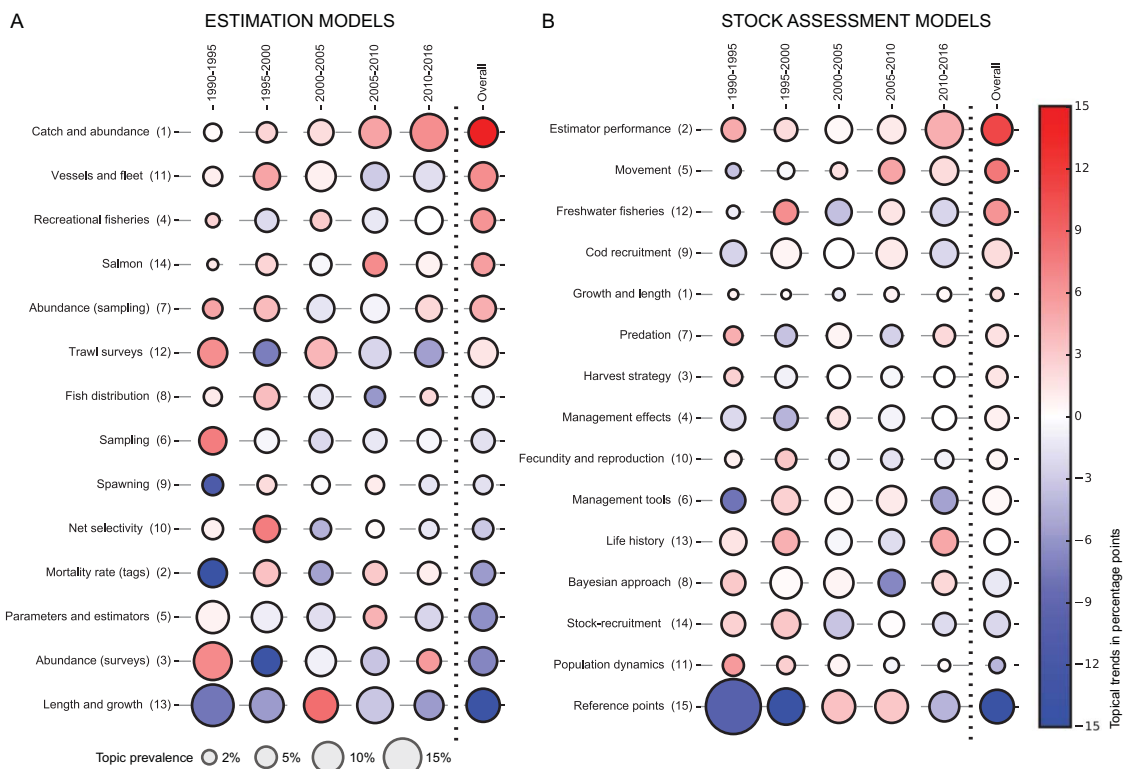 A
ESTIMATION MODELS
1990-1995
1995-2000
2000-2005
2005-2010
2010-2016
Overall
Catch and abundance (1)
Vessels and fleet (11)
Recreational fisheries (4)
Salmon (14)
Abundance (sampling) (7)
Trawl surveys (12)
Fish distribution (8)
Sampling (6)
Spawning (9)
Net selectivity (10)
Mortality rate (tags) (2)
Parameters and estimators (5)
Abundance (surveys) (3)
Length and growth (13)
Topic prevalence 2% 5% 10% 15%
B
STOCK ASSESSMENT MODELS
1990-1995
1995-2000
2000-2005
2005-2010
2010-2016
Overall
Estimator performance (2)
Movement (5)
Freshwater fisheries (12)
Cod recruitment (9)
Growth and length (1)
Predation (7)
Harvest strategy (3)
Management effects (4)
Fecundity and reproduction (10)
Management tools (6)
Life history (13)
Bayesian approach (8)
Stock-recruitment (14)
Population dynamics (11)
Reference points (15)
15
12
9
6
3
0
−3
−6
−9
−12
−15
Topical trends in percentage points